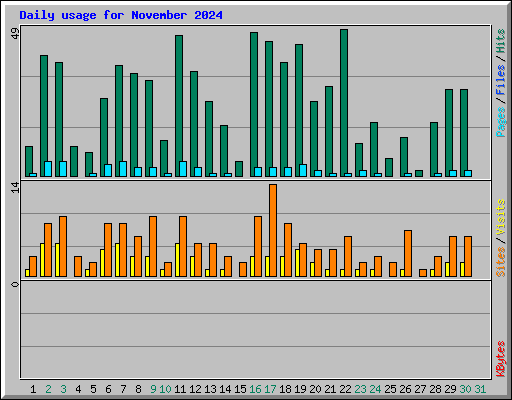 Daily usage for November 2024
49
Pages / Files / Hits
14
Sites / Visits
0
KBytes
1 2 3 4 5 6 7 8 9 10 11 12 13 14 15 16 17 18 19 20 21 22 23 24 25 26 27 28 29 30 31